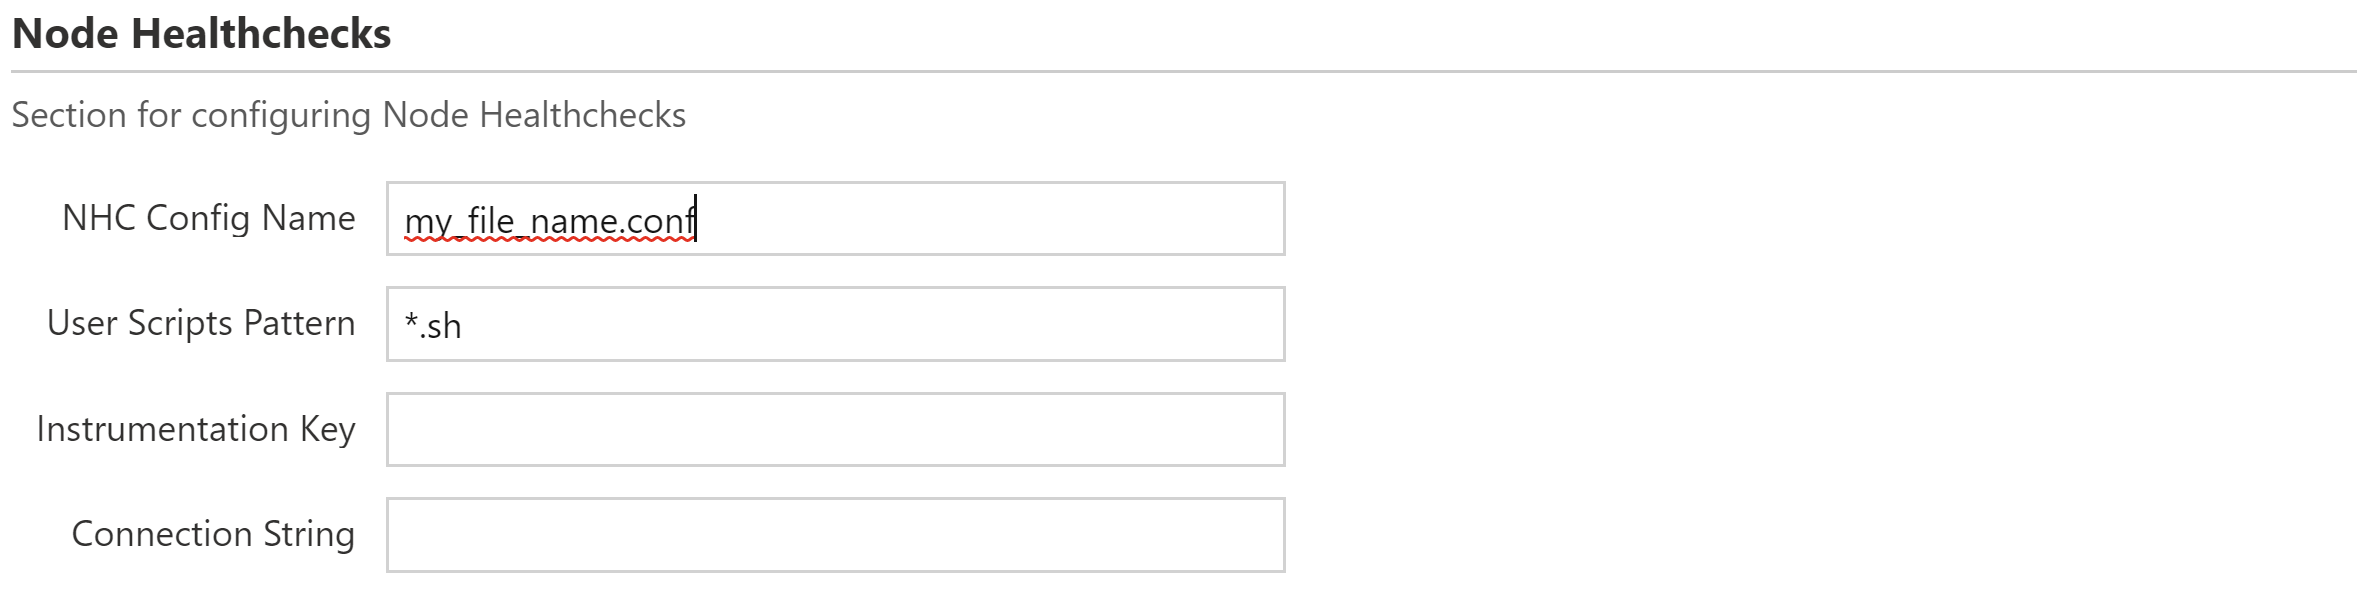 Node Healthchecks
Section for configuring Node Healthchecks
NHC Config Name my_file_name.conf
User Scripts Pattern *.sh
Instrumentation Key
Connection String